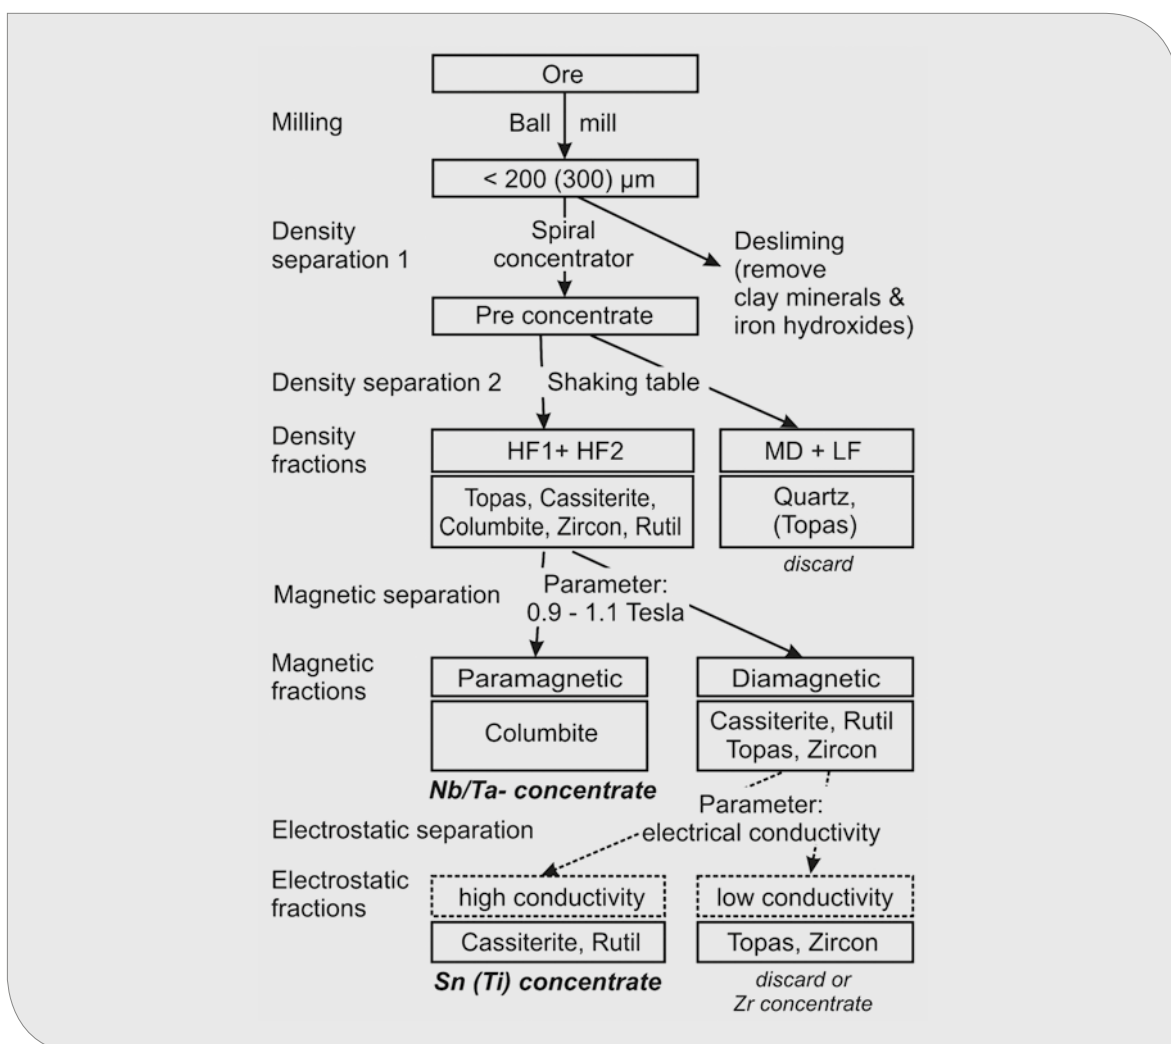 Ore
Milling
Ball mill
< 200 (300) µm
Density
separation 1
Spiral
concentrator
Desliming
(remove
clay minerals &
iron hydroxides)
Pre concentrate
Density separation 2
Shaking table
Density
fractions
HF1+ HF2
Topas, Cassiterite,
Columbite, Zircon, Rutil
MD + LF
Quartz,
(Topas)
discard
Magnetic separation
Parameter:
0.9 - 1.1 Tesla
Magnetic
fractions
Paramagnetic
Columbite
Nb/Ta- concentrate
Diamagnetic
Cassiterite, Rutil
Topas, Zircon
Electrostatic separation
Parameter:
electrical conductivity
Electrostatic
fractions
high conductivity
Cassiterite, Rutil
Sn (Ti) concentrate
low conductivity
Topas, Zircon
discard or
Zr concentrate